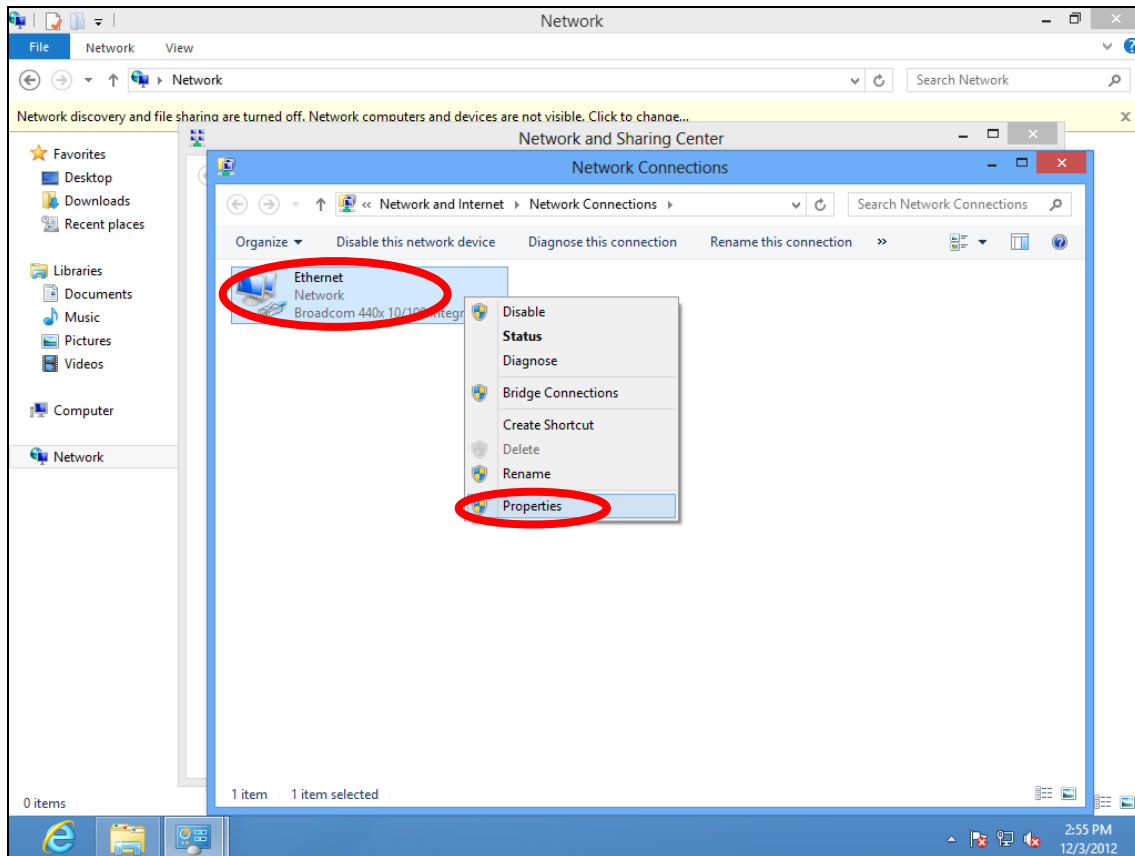 Network
File Network View
Network
Search Network
Network discovery and file sharing are turned off. Network computers and devices are not visible. Click to change...
x
Favorites
Desktop
Downloads
Recent places
Libraries
Documents
Music
Pictures
Videos
Computer
Network
0 items
Network and Sharing Center
Network Connections
« Network and Internet Network Connections
Search Network Connections
Organize Disable this network device Diagnose this connection Rename this connection »
Ethernet
Network
Broadcom 440x 10/100 Integr
Disable
Status
Diagnose
Bridge Connections
Create Shortcut
Delete
Rename
Properties
1 item 1 item selected
2:55 PM
12/3/2012